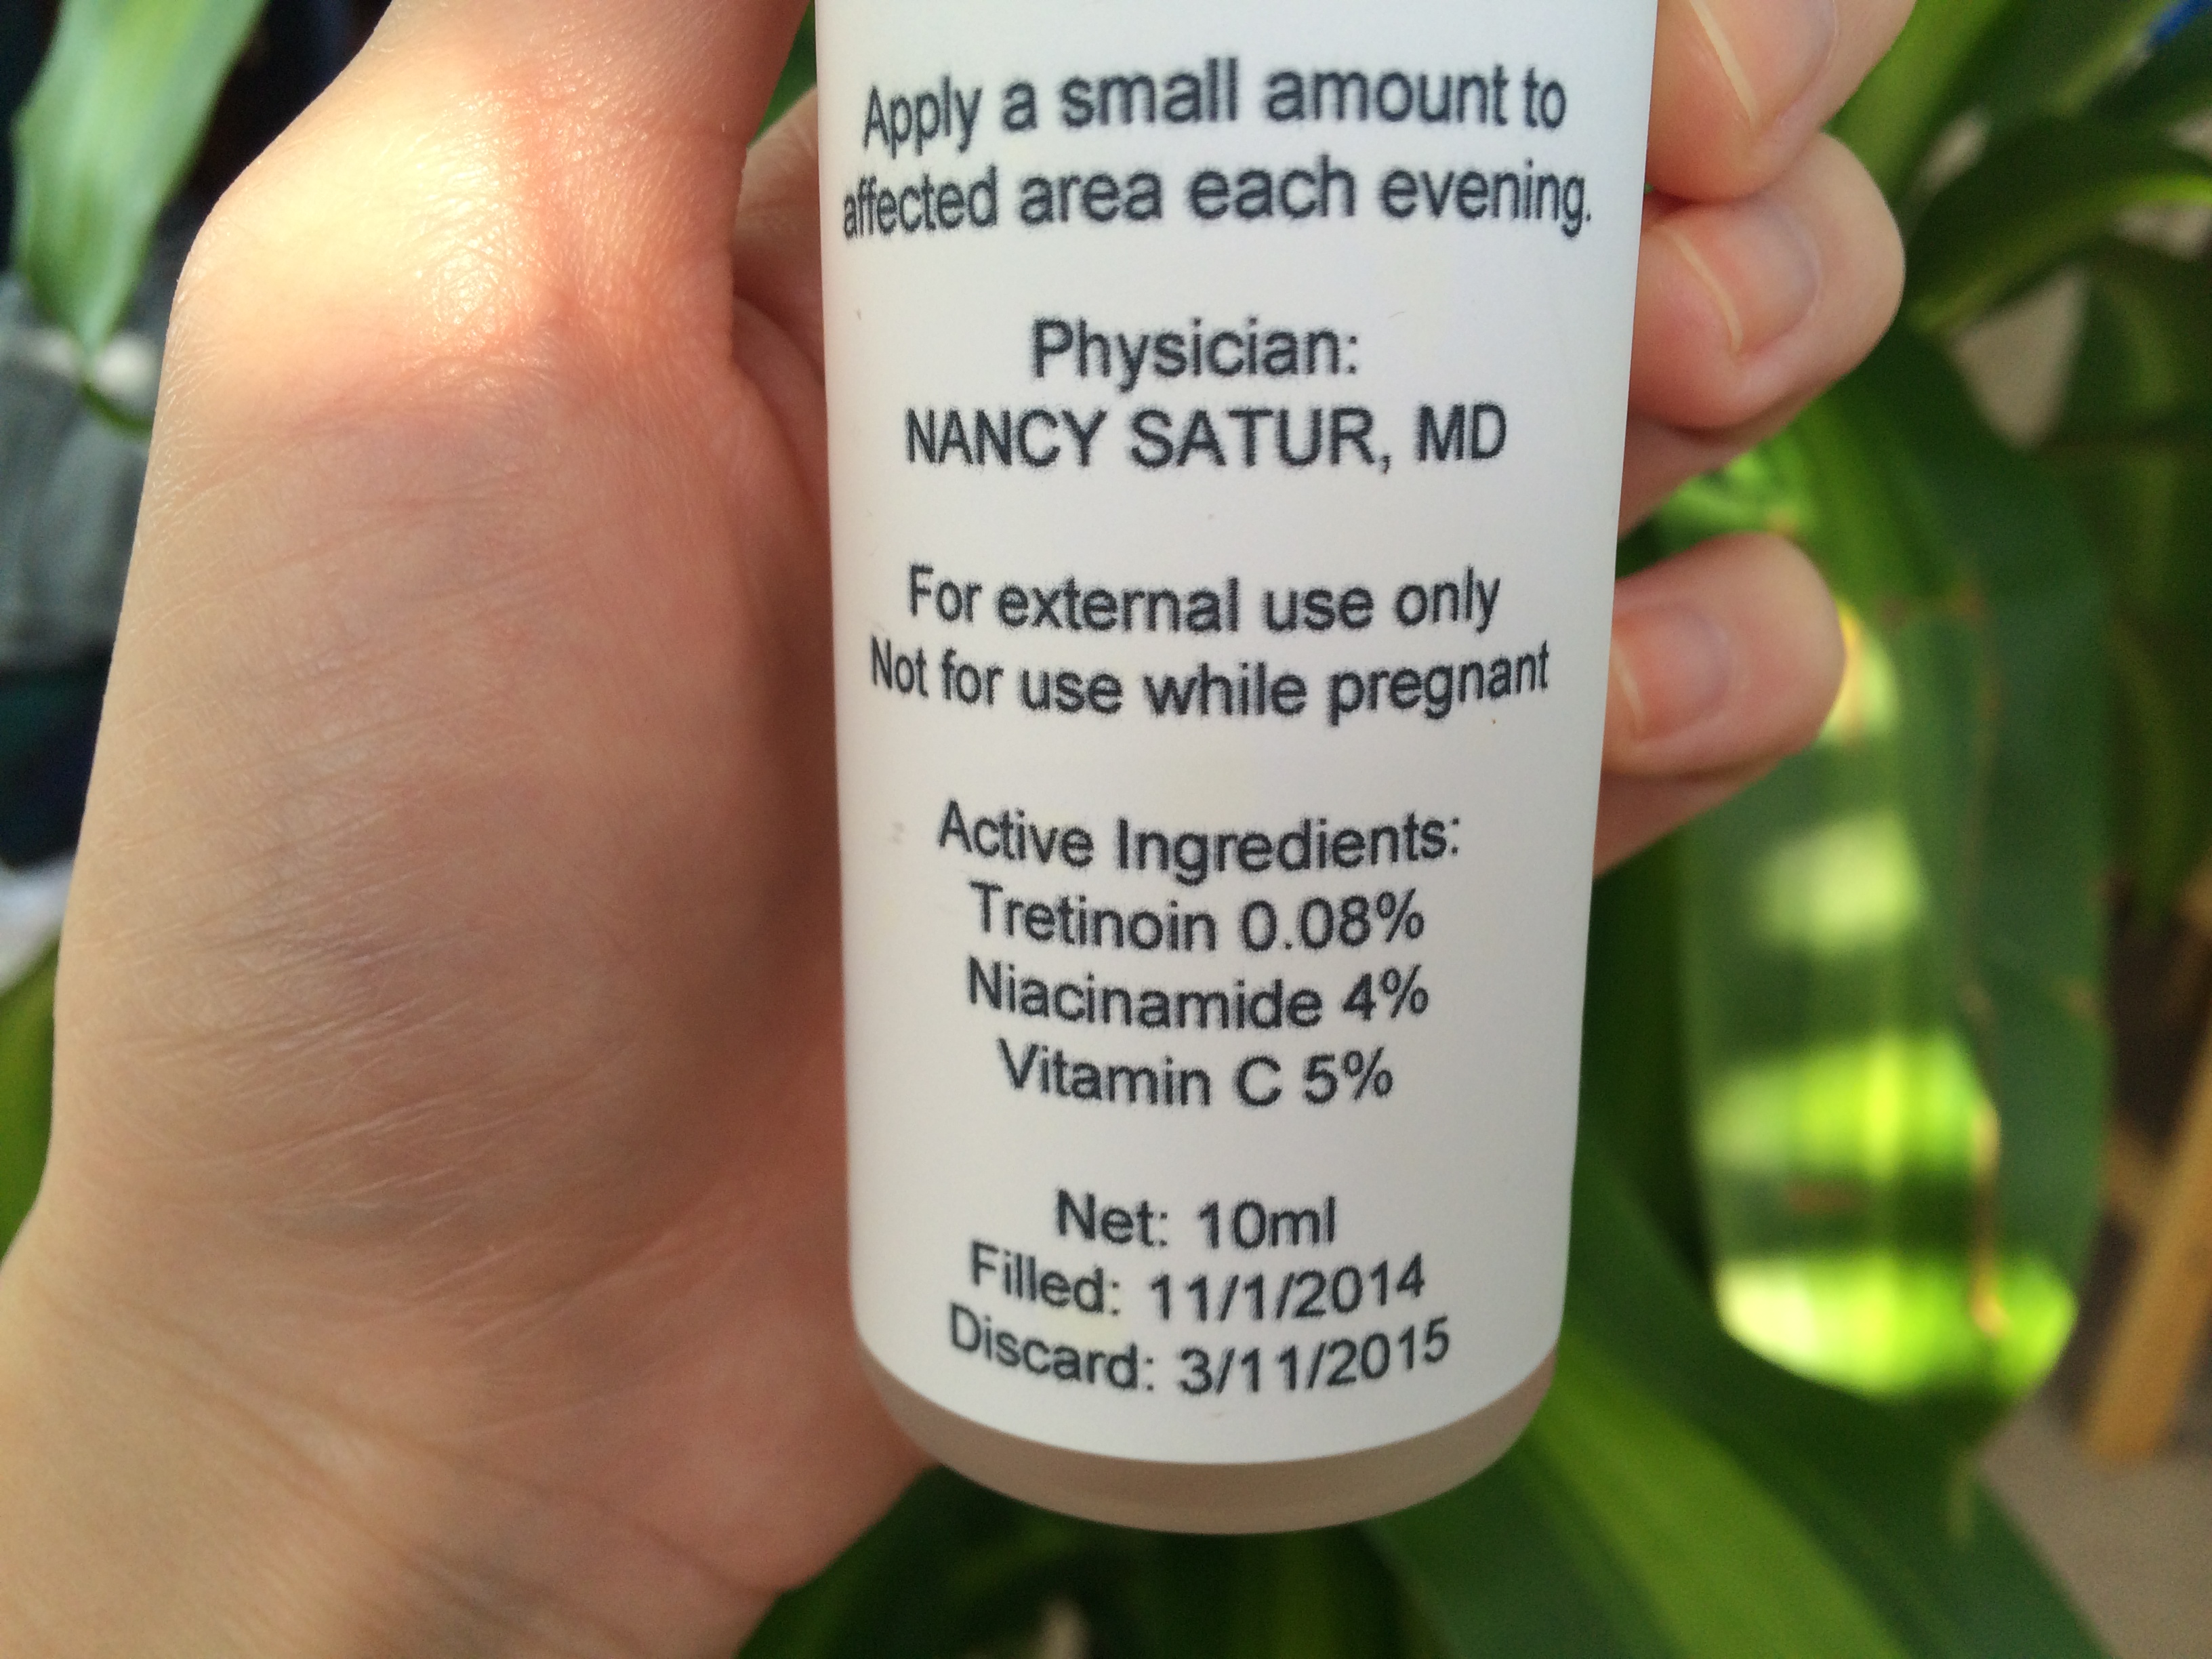 Apply a small amount to
affected area each evening.
Physician:
NANCY SATUR, MD
For external use only
Not for use while pregnant
Active Ingredients:
Tretinoin 0.08%
Niacinamide 4%
Vitamin C 5%
Net: 10ml
Filled: 11/1/2014
Discard: 3/11/2015